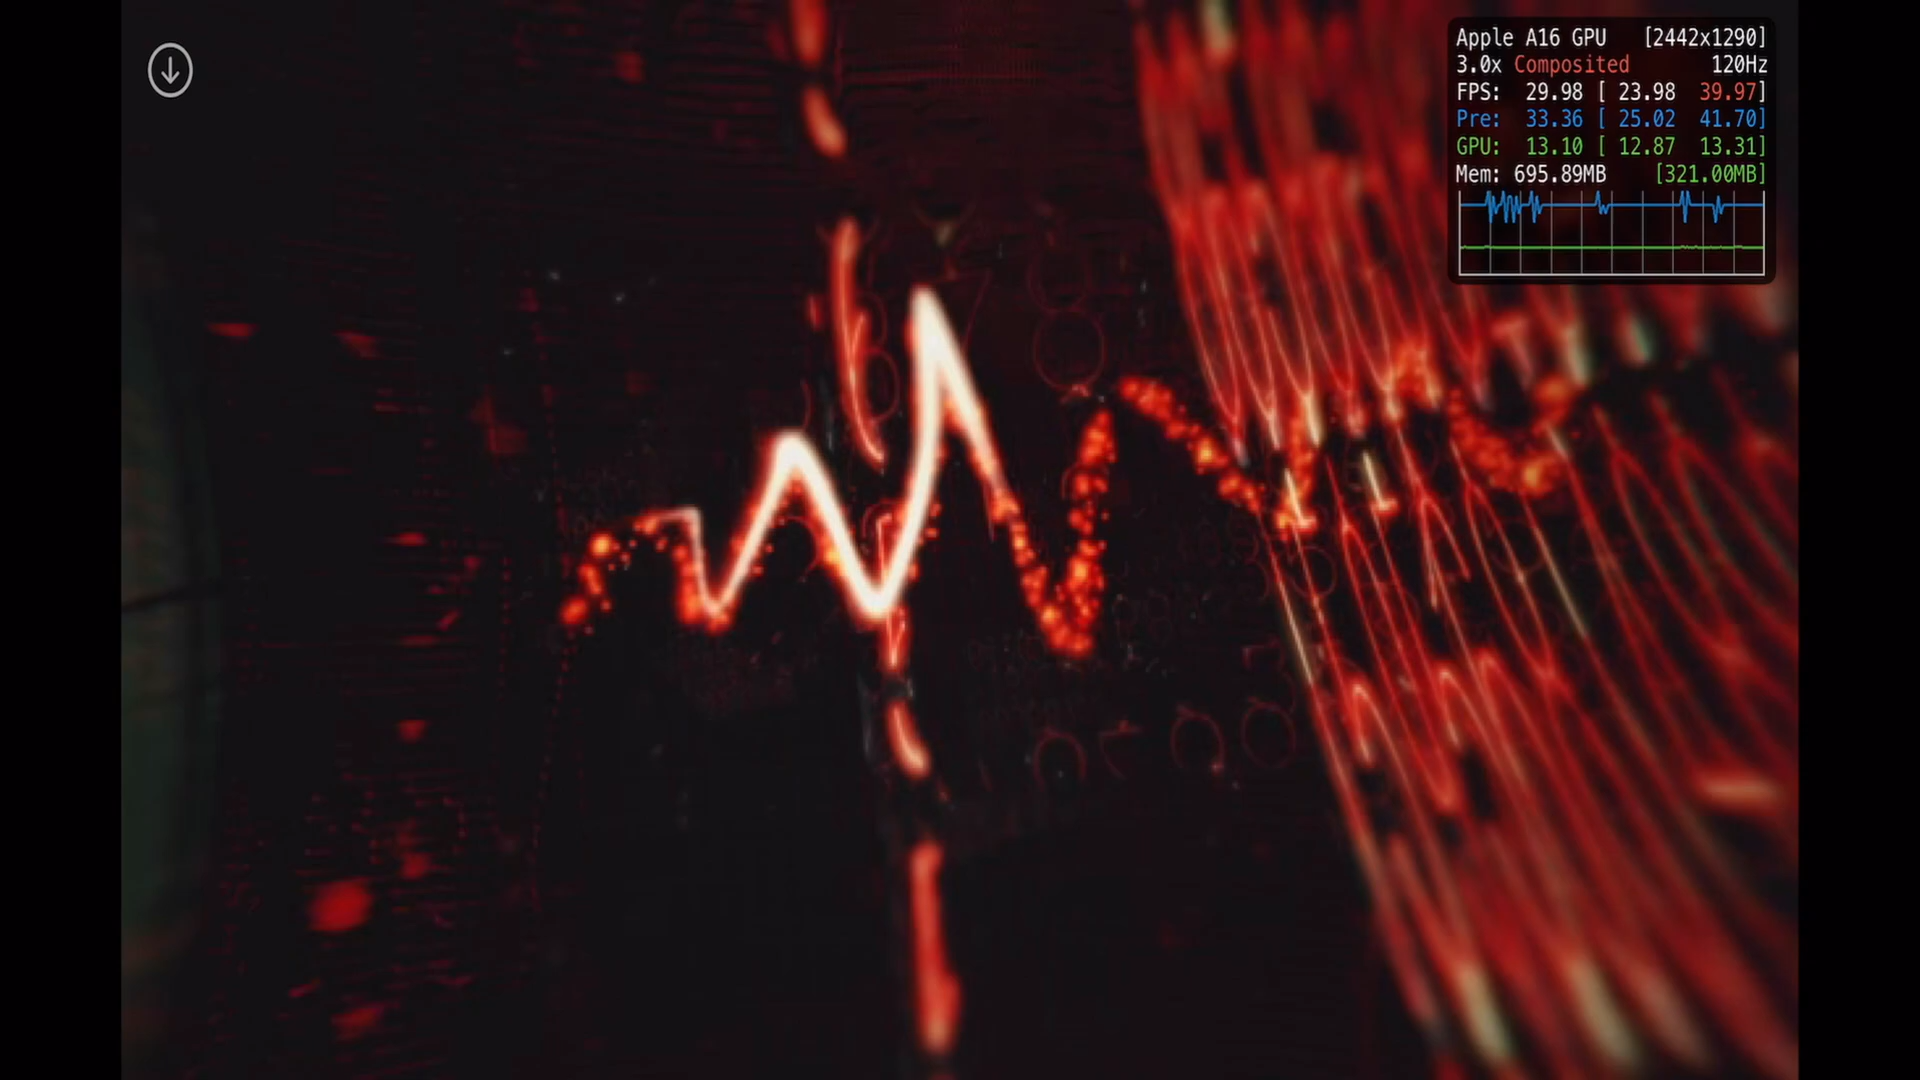 Apple A16 GPU [2442x1290]
3.0x Composited 120Hz
FPS: 29.98 [ 23.98 39.97]
Pre: 33.36 [ 25.02 41.70]
GPU: 13.10 [ 12.87 13.31]
Mem: 695.89MB [321.00MB]